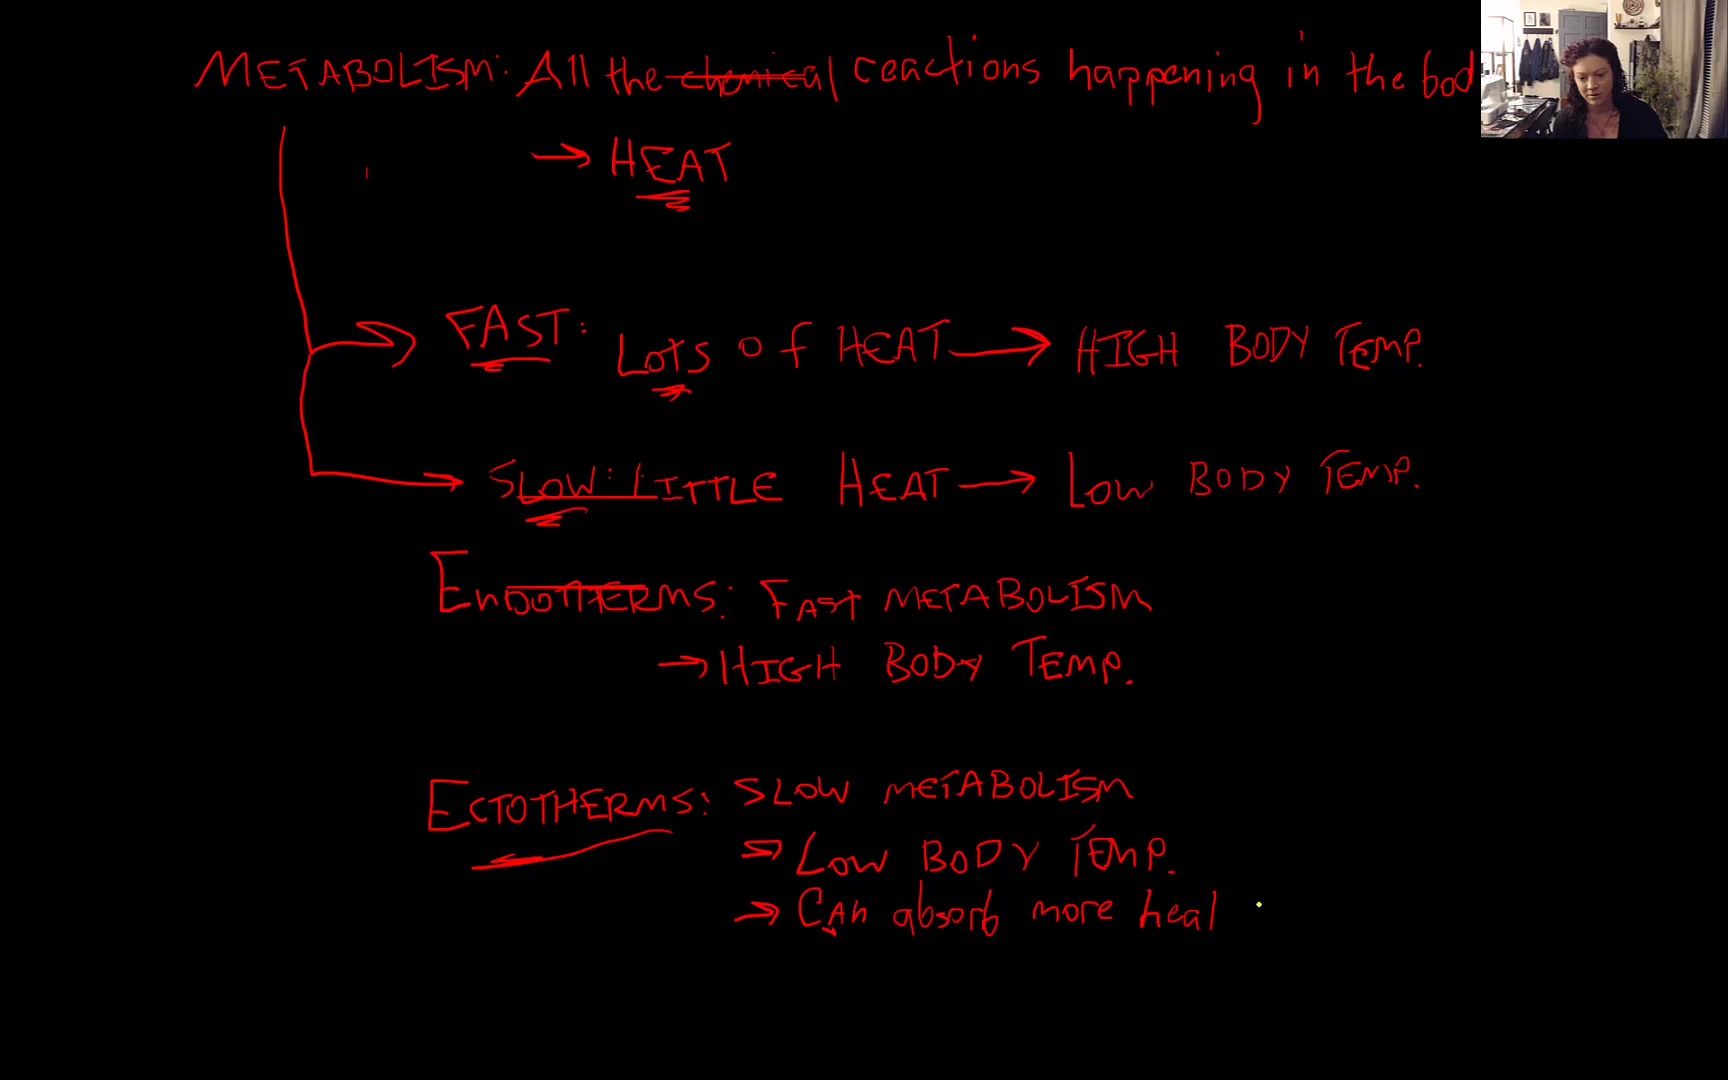 METABOLISM: All the chemical reactions happening in the bod
→ HEAT
FAST: LOTS of HEAT → HIGH BODY TEMP.
SLOW: LITTLE HEAT → LOW BODY TEMP.
ENDOTHERMS: FAST METABOLISM
→ HIGH BODY TEMP.
ECTOTHERMS: SLOW METABOLISM
→ LOW BODY TEMP.
→ CAn absorb more heal